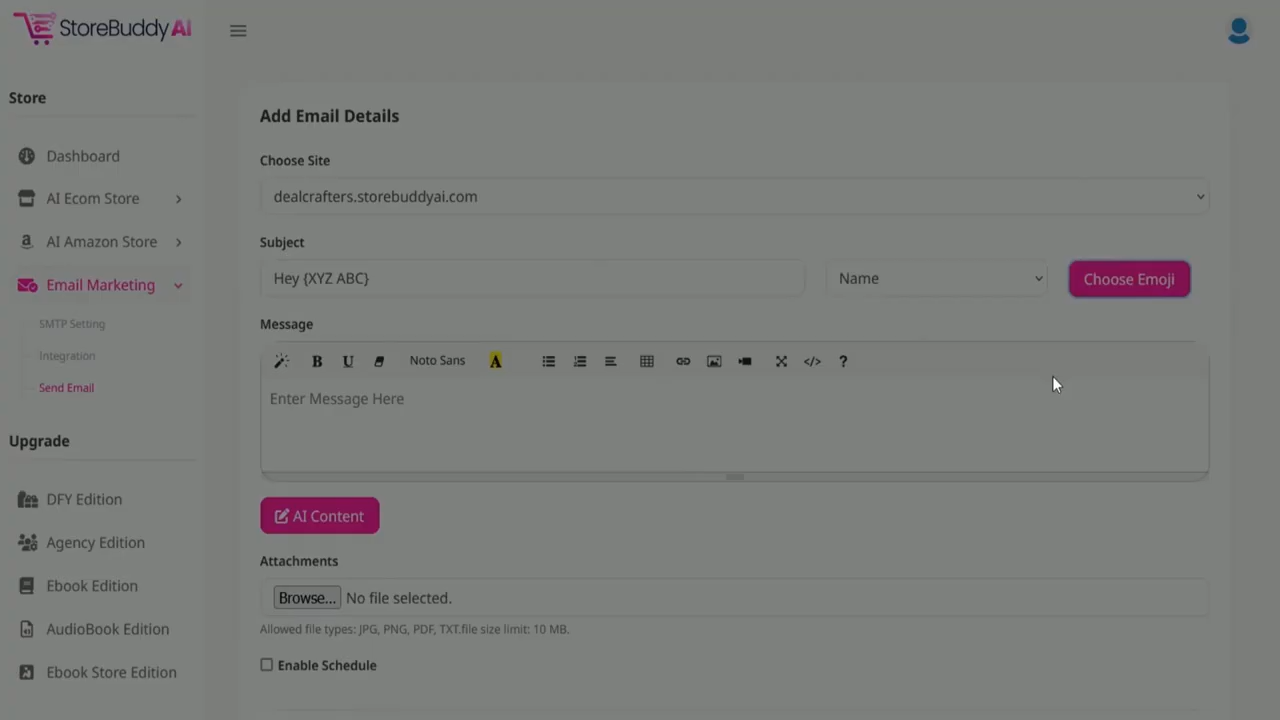 StoreBuddy AI
Store
Dashboard
AI Ecom Store
AI Amazon Store
Email Marketing
SMTP Setting
Integration
Send Email
Upgrade
DFY Edition
Agency Edition
Ebook Edition
AudioBook Edition
Ebook Store Edition
Add Email Details
Choose Site
dealcrafters.storebuddyai.com
Subject
Hey {XYZ ABC}
Name
Choose Emoji
Message
B U Noto Sans A </> ?
Enter Message Here
AI Content
Attachments
Browse... No file selected.
Allowed file types: JPG, PNG, PDF, TXT.file size limit: 10 MB.
Enable Schedule